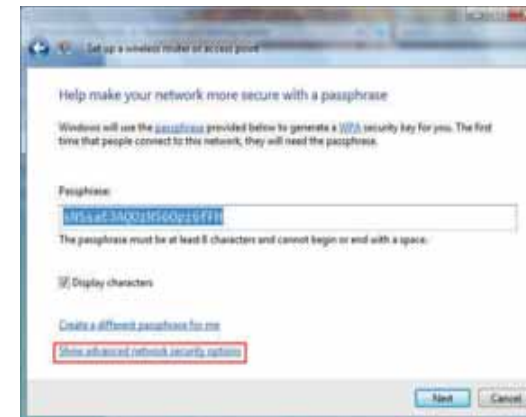 Set up a wireless router or access point
Help make your network more secure with a passphrase
Windows will use the passphrase provided below to generate a WPA security key for you. The first
time that people connect to this network, they will need the passphrase.
Passphrase:
The passphrase must be at least 8 characters and cannot begin or end with a space.
Display characters
Create a different passphrase for me
Show advanced network security options
Next Cancel